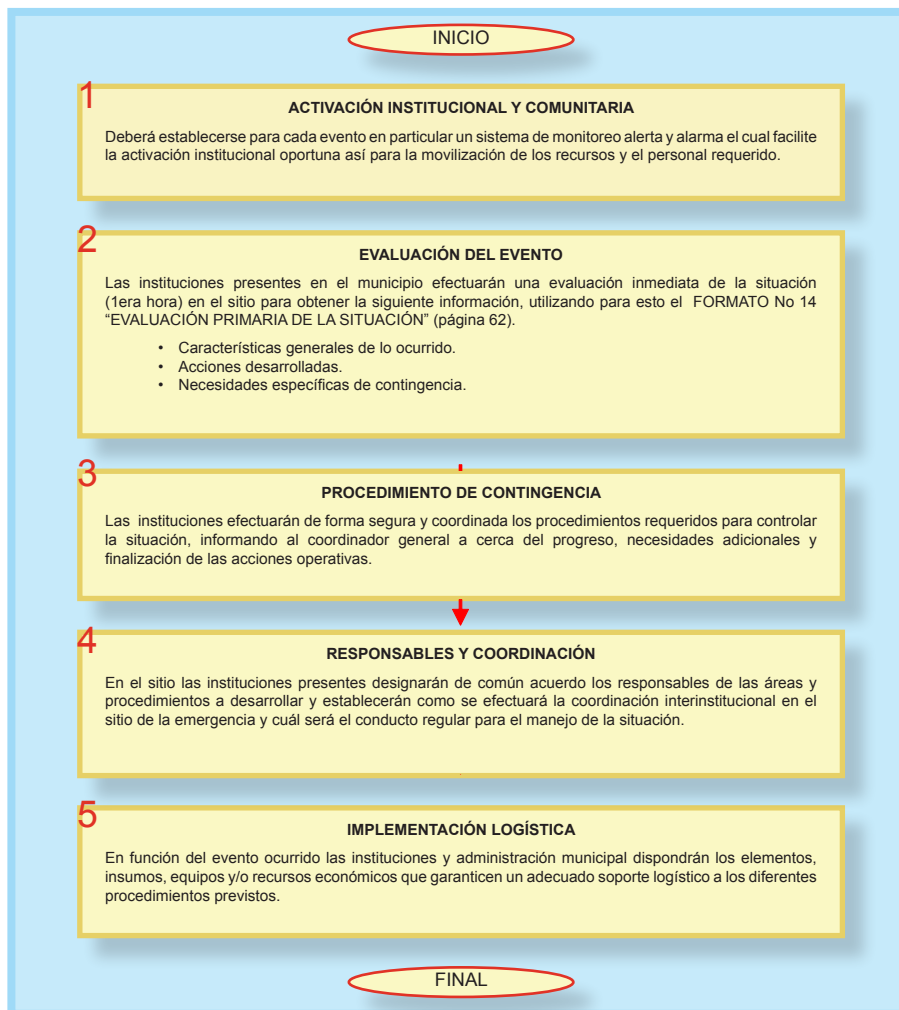 INICIO
1
ACTIVACIÓN INSTITUCIONAL Y COMUNITARIA
Deberá establecerse para cada evento en particular un sistema de monitoreo alerta y alarma el cual facilite
la activación institucional oportuna así para la movilización de los recursos y el personal requerido.
2
EVALUACIÓN DEL EVENTO
Las instituciones presentes en el municipio efectuarán una evaluación inmediata de la situación
(1era hora) en el sitio para obtener la siguiente información, utilizando para esto el FORMATO No 14
“EVALUACIÓN PRIMARIA DE LA SITUACIÓN” (página 62).
• Características generales de lo ocurrido.
• Acciones desarrolladas.
• Necesidades específicas de contingencia.
3
PROCEDIMIENTO DE CONTINGENCIA
Las instituciones efectuarán de forma segura y coordinada los procedimientos requeridos para controlar
la situación, informando al coordinador general a cerca del progreso, necesidades adicionales y
finalización de las acciones operativas.
4
RESPONSABLES Y COORDINACIÓN
En el sitio las instituciones presentes designarán de común acuerdo los responsables de las áreas y
procedimientos a desarrollar y establecerán como se efectuará la coordinación interinstitucional en el
sitio de la emergencia y cuál será el conducto regular para el manejo de la situación.
5
IMPLEMENTACIÓN LOGÍSTICA
En función del evento ocurrido las instituciones y administración municipal dispondrán los elementos,
insumos, equipos y/o recursos económicos que garanticen un adecuado soporte logístico a los diferentes
procedimientos previstos.
FINAL